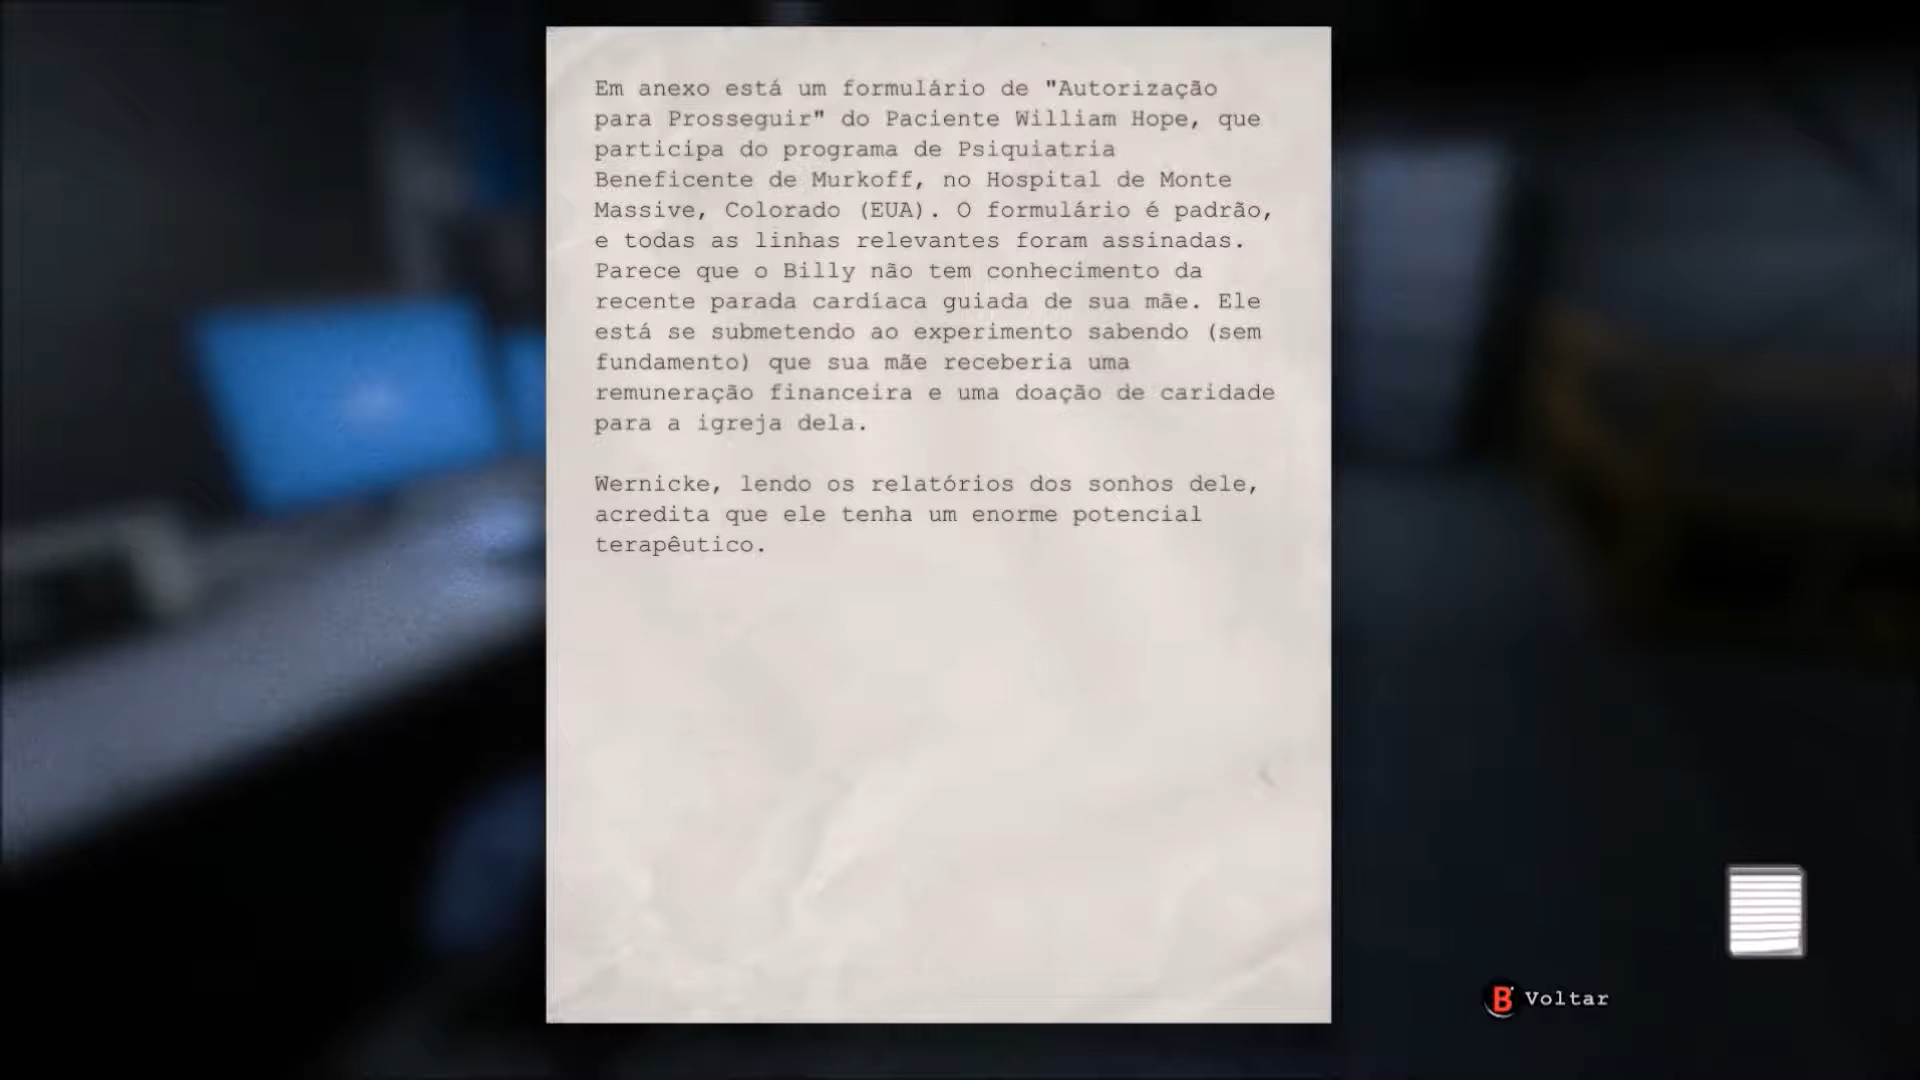 Em anexo está um formulário de "Autorização
para Prosseguir" do Paciente William Hope, que
participa do programa de Psiquiatria
Beneficente de Murkoff, no Hospital de Monte
Massive, Colorado (EUA). O formulário é padrão,
e todas as linhas relevantes foram assinadas.
Parece que o Billy não tem conhecimento da
recente parada cardíaca guiada de sua mãe. Ele
está se submetendo ao experimento sabendo (sem
fundamento) que sua mãe receberia uma
remuneração financeira e uma doação de caridade
para a igreja dela.
Wernicke, lendo os relatórios dos sonhos dele,
acredita que ele tenha um enorme potencial
terapêutico.
B Voltar